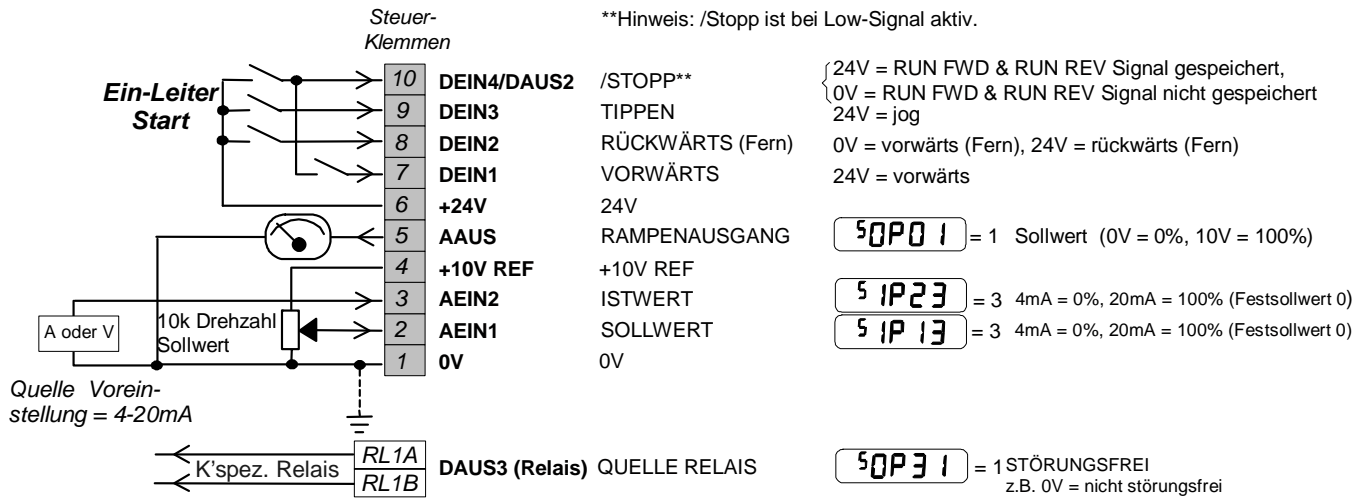 Steuer-
Klemmen
**Hinweis: /Stopp ist bei Low-Signal aktiv.
Ein-Leiter
Start
10 DEIN4/DAUS2 /STOPP** 24V = RUN FWD & RUN REV Signal gespeichert,
0V = RUN FWD & RUN REV Signal nicht gespeichert
9 DEIN3 TIPPEN 24V = jog
8 DEIN2 RÜCKWÄRTS (Fern) 0V = vorwärts (Fern), 24V = rückwärts (Fern)
7 DEIN1 VORWÄRTS 24V = vorwärts
6 +24V 24V
5 AAUS RAMPENAUSGANG SOP01 = 1 Sollwert (0V = 0%, 10V = 100%)
4 +10V REF +10V REF
3 AEIN2 ISTWERT SIP23 = 3 4mA = 0%, 20mA = 100% (Festsollwert 0)
A oder V
10k Drehzahl
Sollwert
2 AEIN1 SOLLWERT SIP13 = 3 4mA = 0%, 20mA = 100% (Festsollwert 0)
1 0V 0V
Quelle Vorein-
stellung = 4-20mA
K'spez. Relais
RL1A
RL1B
DAUS3 (Relais) QUELLE RELAIS SOP31 = 1 STÖRUNGSFREI
z.B. 0V = nicht störungsfrei